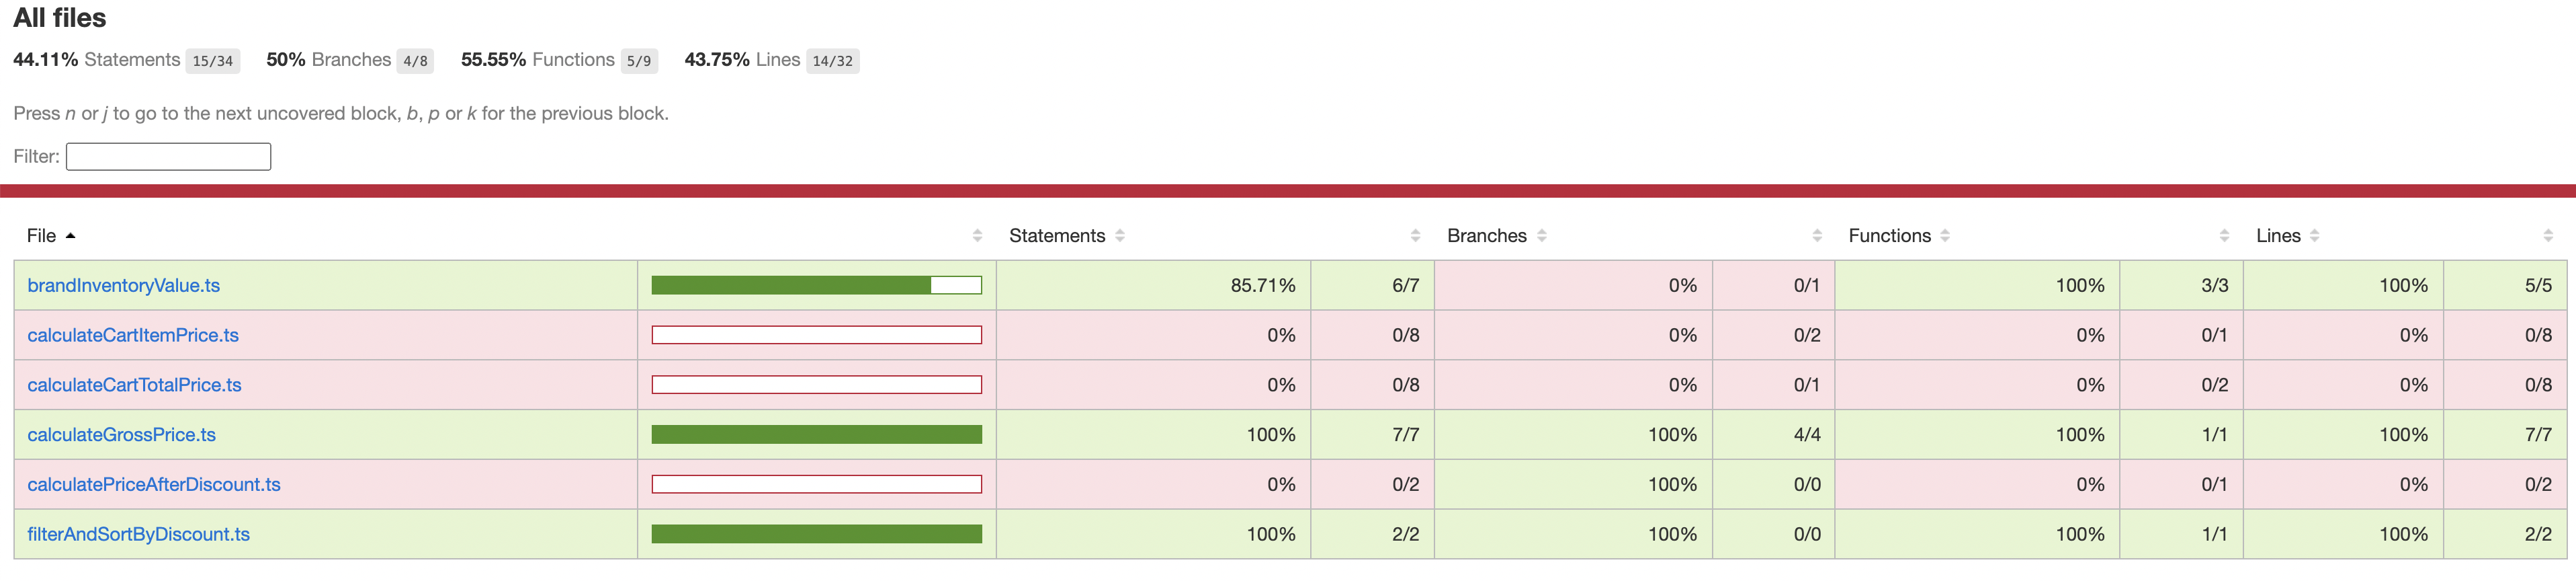 All files
44.11% Statements 15/34 50% Branches 4/8 55.55% Functions 5/9 43.75% Lines 14/32
Press n or j to go to the next uncovered block, b, p or k for the previous block.
Filter:
File Statements Branches Functions Lines
brandInventoryValue.ts 85.71% 6/7 0% 0/1 100% 3/3 100% 5/5
calculateCartItemPrice.ts 0% 0/8 0% 0/2 0% 0/1 0% 0/8
calculateCartTotalPrice.ts 0% 0/8 0% 0/1 0% 0/2 0% 0/8
calculateGrossPrice.ts 100% 7/7 100% 4/4 100% 1/1 100% 7/7
calculatePriceAfterDiscount.ts 0% 0/2 100% 0/0 0% 0/1 0% 0/2
filterAndSortByDiscount.ts 100% 2/2 100% 0/0 100% 1/1 100% 2/2